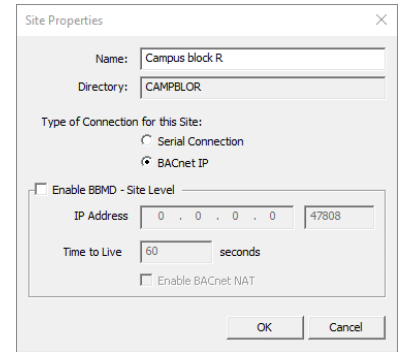 Site Properties
Name: Campus block R
Directory: CAMPBLOR
Type of Connection for this Site:
Serial Connection
BACnet IP
Enable BBMD - Site Level
IP Address 0 . 0 . 0 . 0 47808
Time to Live 60 seconds
Enable BACnet NAT
OK Cancel